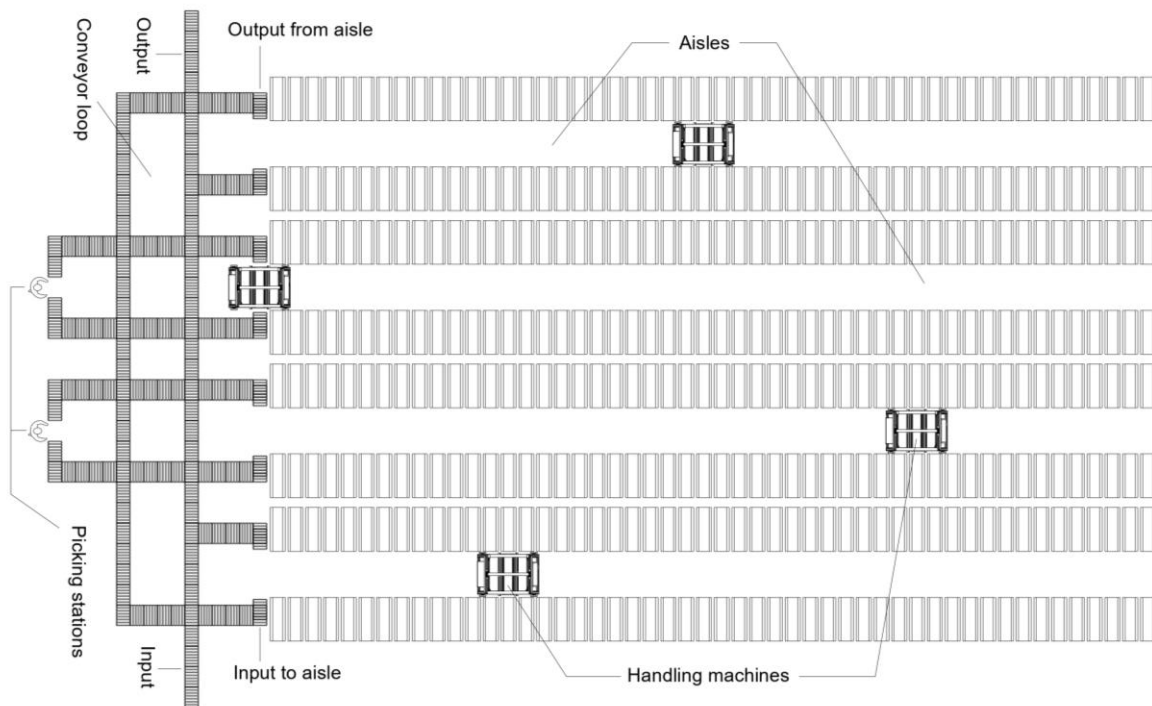 Output
Output from aisle
Aisles
Conveyor loop
Picking stations
Input
Input to aisle
Handling machines